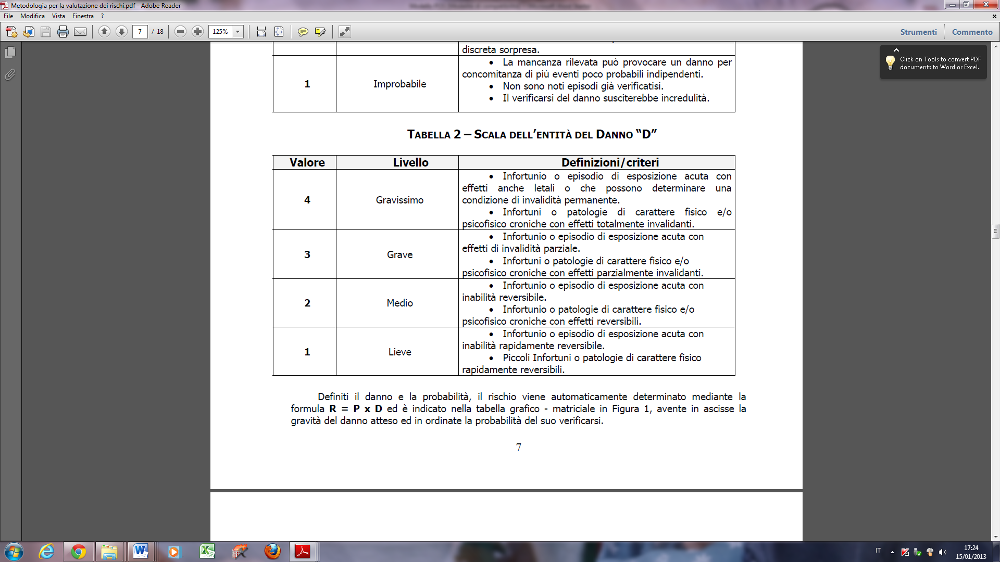 Metodologia per la valutazione dei rischi.pdf - Adobe Reader
File Modifica Vista Finestra ?
7 / 18 125% Strumenti Commento
Click on Tools to convert PDF
documents to Word or Excel.
discreta sorpresa.
1 Improbabile
• La mancanza rilevata può provocare un danno per
concomitanza di più eventi poco probabili indipendenti.
• Non sono noti episodi già verificatisi.
• Il verificarsi del danno susciterebbe incredulità.
TABELLA 2 – SCALA DELL’ENTITÀ DEL DANNO “D”
Valore Livello Definizioni/criteri
4 Gravissimo
• Infortunio o episodio di esposizione acuta con
effetti anche letali o che possono determinare una
condizione di invalidità permanente.
• Infortuni o patologie di carattere fisico e/o
psicofisico croniche con effetti totalmente invalidanti.
3 Grave
• Infortunio o episodio di esposizione acuta con
effetti di invalidità parziale.
• Infortuni o patologie di carattere fisico e/o
psicofisico croniche con effetti parzialmente invalidanti.
2 Medio
• Infortunio o episodio di esposizione acuta con
inabilità reversibile.
• Infortunio o patologie di carattere fisico e/o
psicofisico croniche con effetti reversibili.
1 Lieve
• Infortunio o episodio di esposizione acuta con
inabilità rapidamente reversibile.
• Piccoli Infortuni o patologie di carattere fisico
rapidamente reversibili.
Definiti il danno e la probabilità, il rischio viene automaticamente determinato mediante la
formula R = P x D ed è indicato nella tabella grafico - matriciale in Figura 1, avente in ascisse la
gravità del danno atteso ed in ordinate la probabilità del suo verificarsi.
7
IT
17:24
15/01/2013